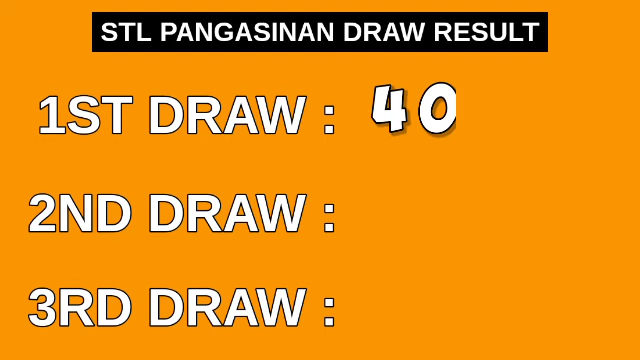 STL PANGASINAN DRAW RESULT
1ST DRAW : 40
2ND DRAW :
3RD DRAW :